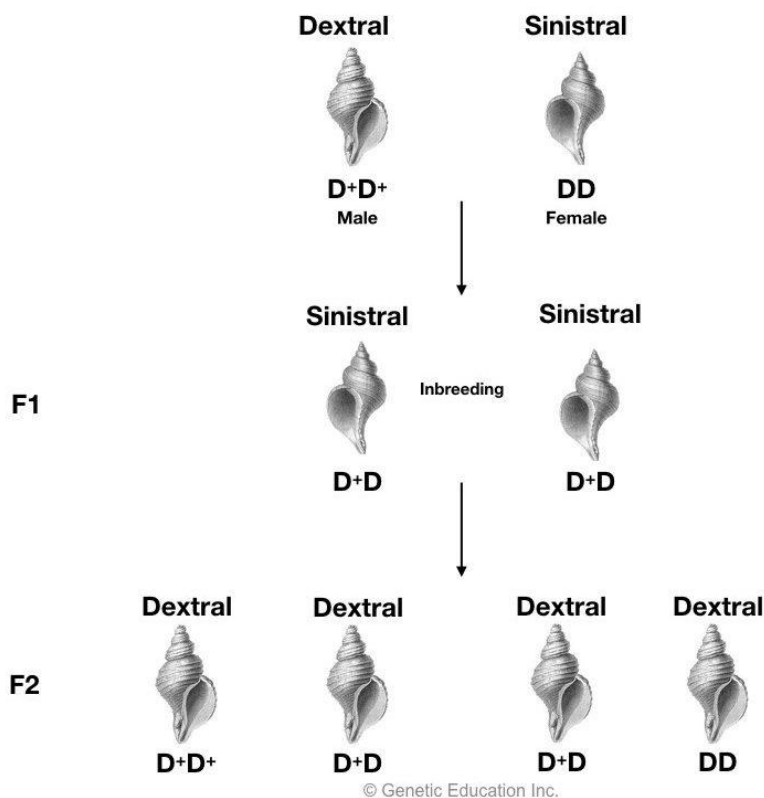 Dextral Sinistral
D+D+ DD
Male Female
Sinistral Sinistral
Inbreeding
F1
D+D D+D
Dextral Dextral Dextral Dextral
F2
D+D+ D+D D+D DD
© Genetic Education Inc.